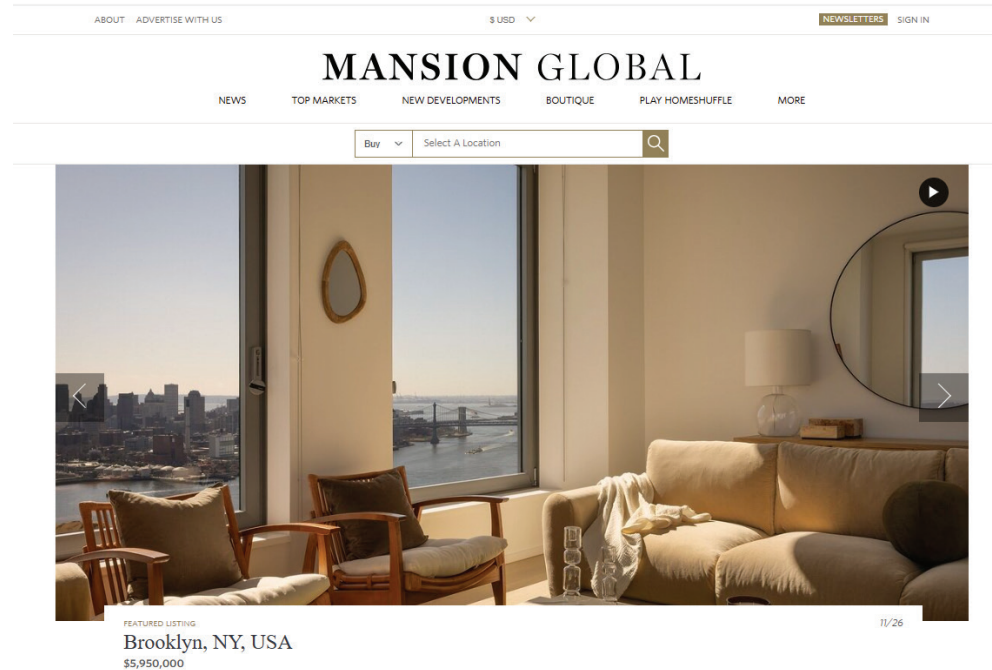 ABOUT ADVERTISE WITH US $ USD NEWSLETTERS SIGN IN
MANSION GLOBAL
NEWS TOP MARKETS NEW DEVELOPMENTS BOUTIQUE PLAY HOMESHUFFLE MORE
Buy Select A Location
FEATURED LISTING 11/26
Brooklyn, NY, USA
$5,950,000